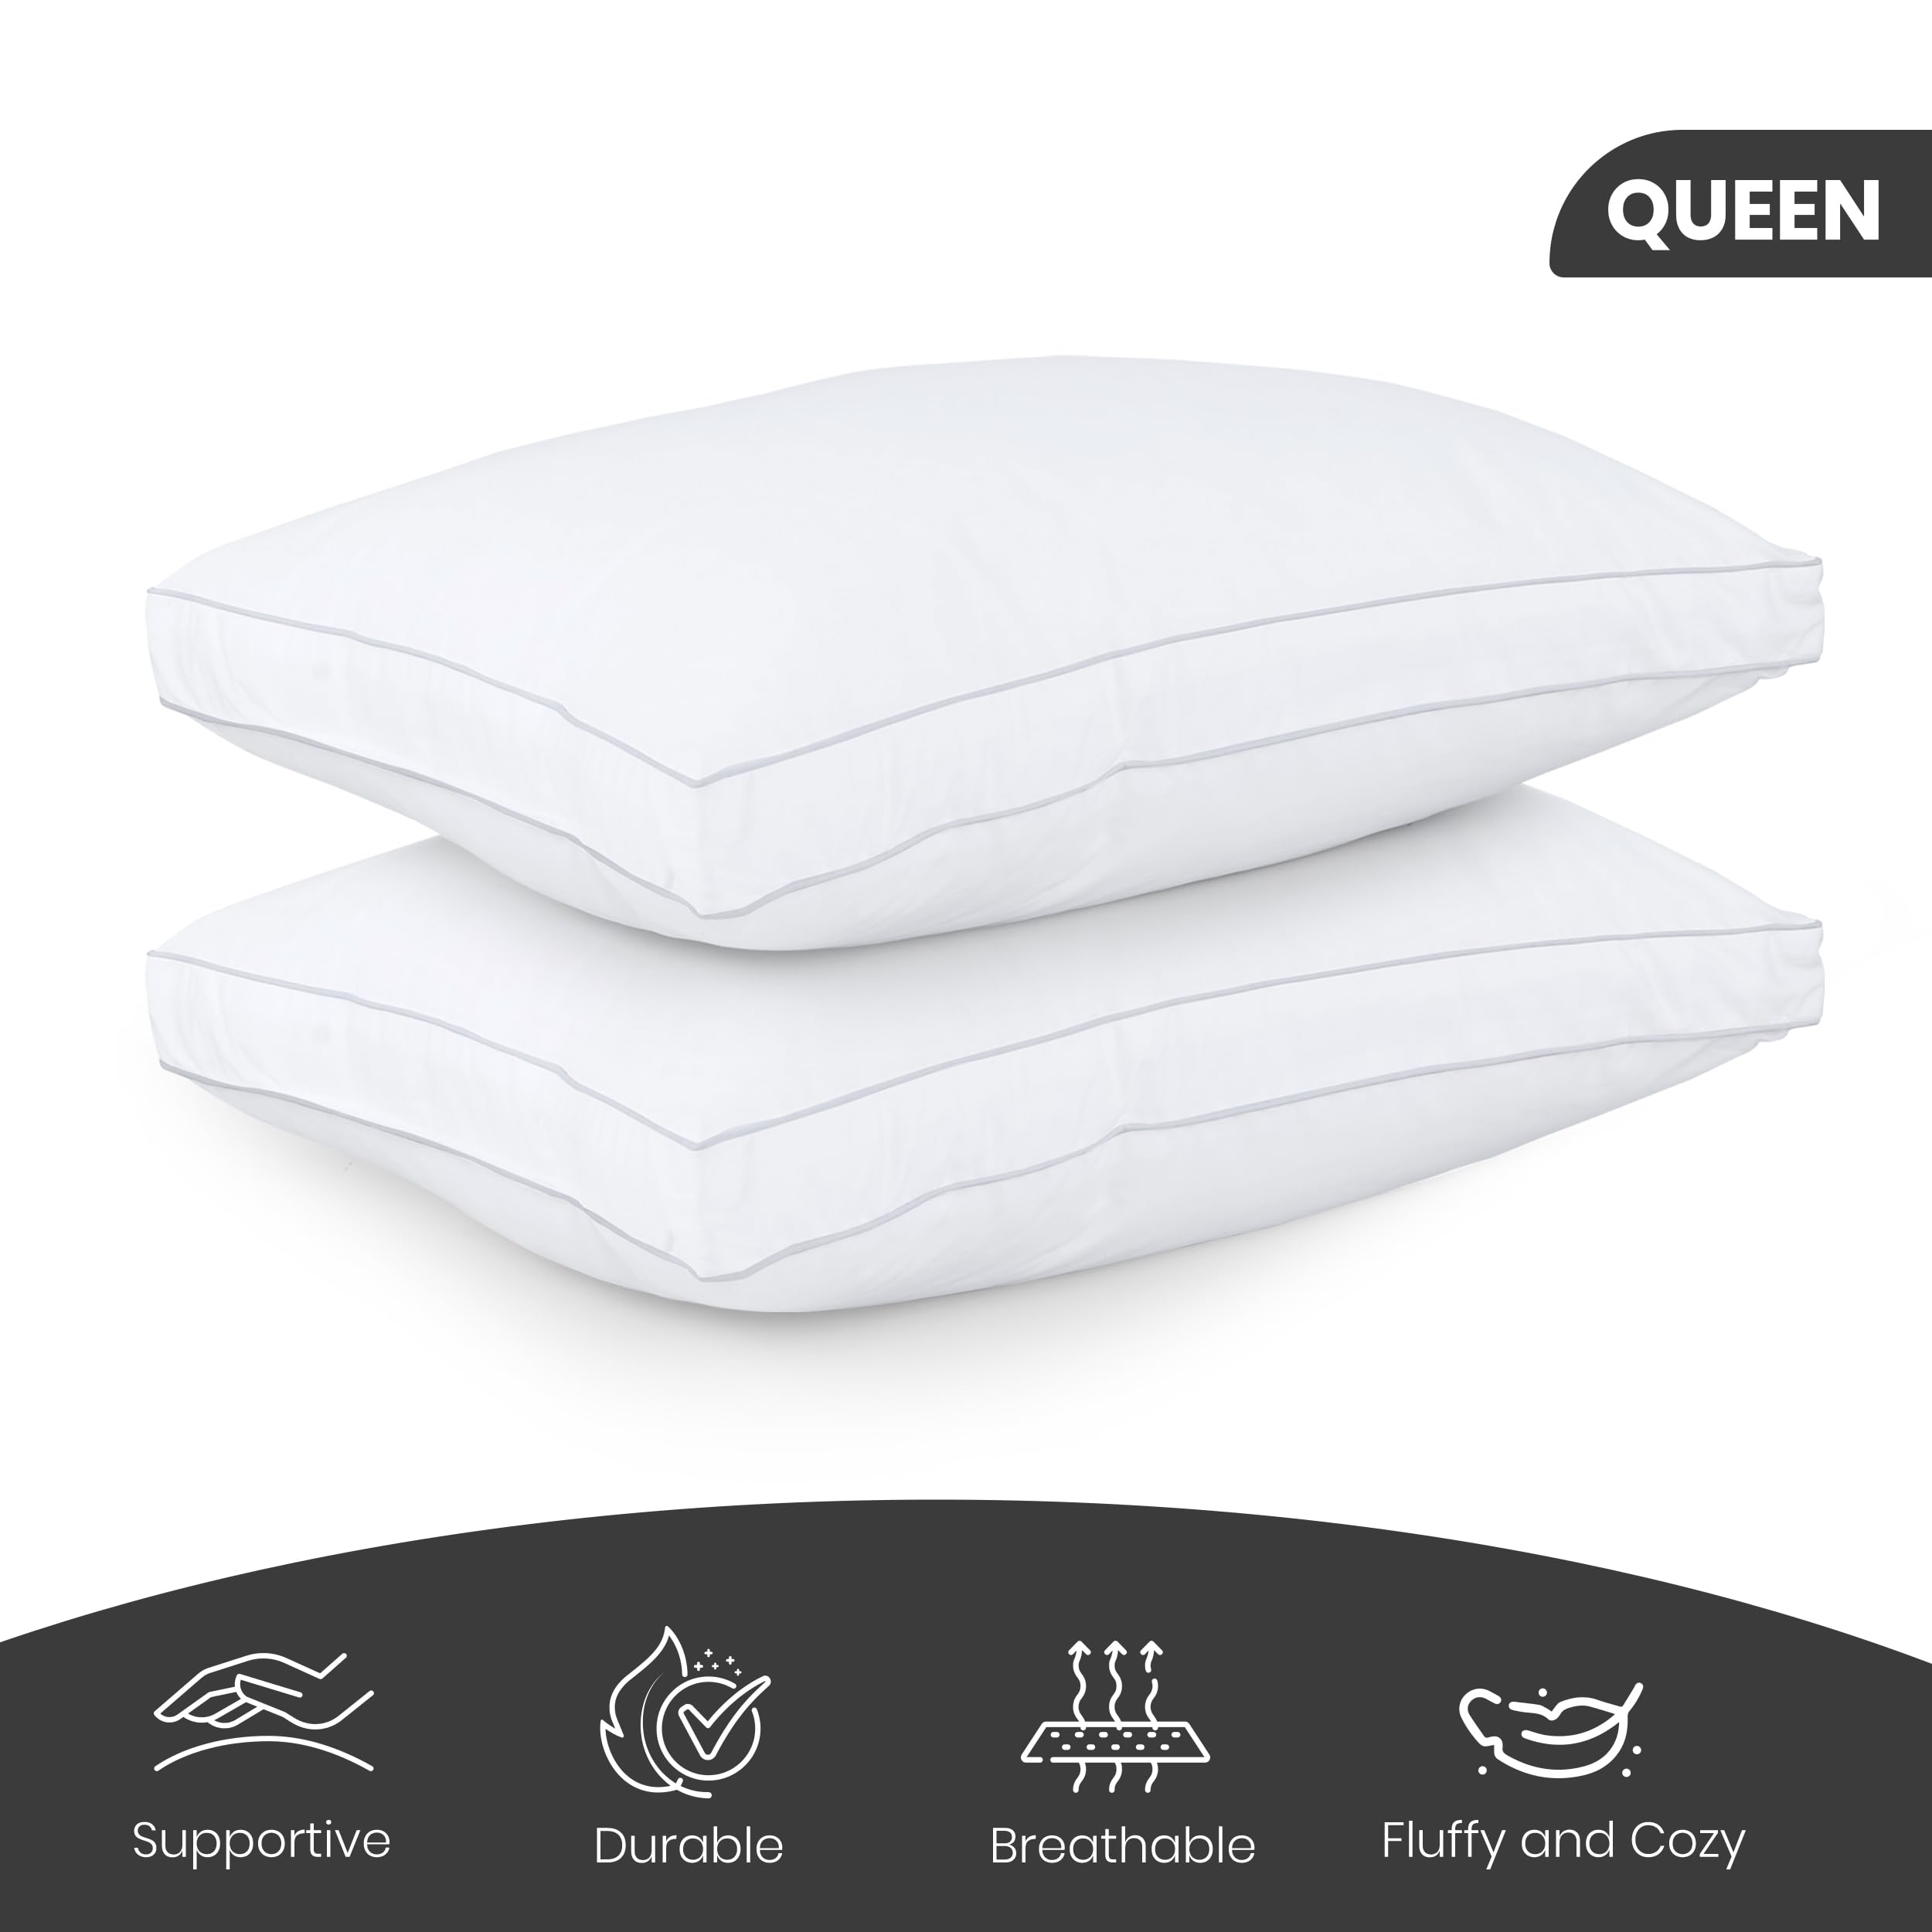 QUEEN
Supportive
Durable
Breathable
Fluffy and Cozy